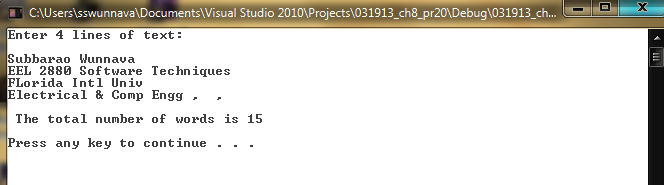 C:\Users\sswunnava\Documents\Visual Studio 2010\Projects\031913_ch8_pr20\Debug\031913_ch...
Enter 4 lines of text:
Subbarao Wunnava
EEL 2880 Software Techniques
FLorida Intl Univ
Electrical & Comp Engg , ,
The total number of words is 15
Press any key to continue . . .